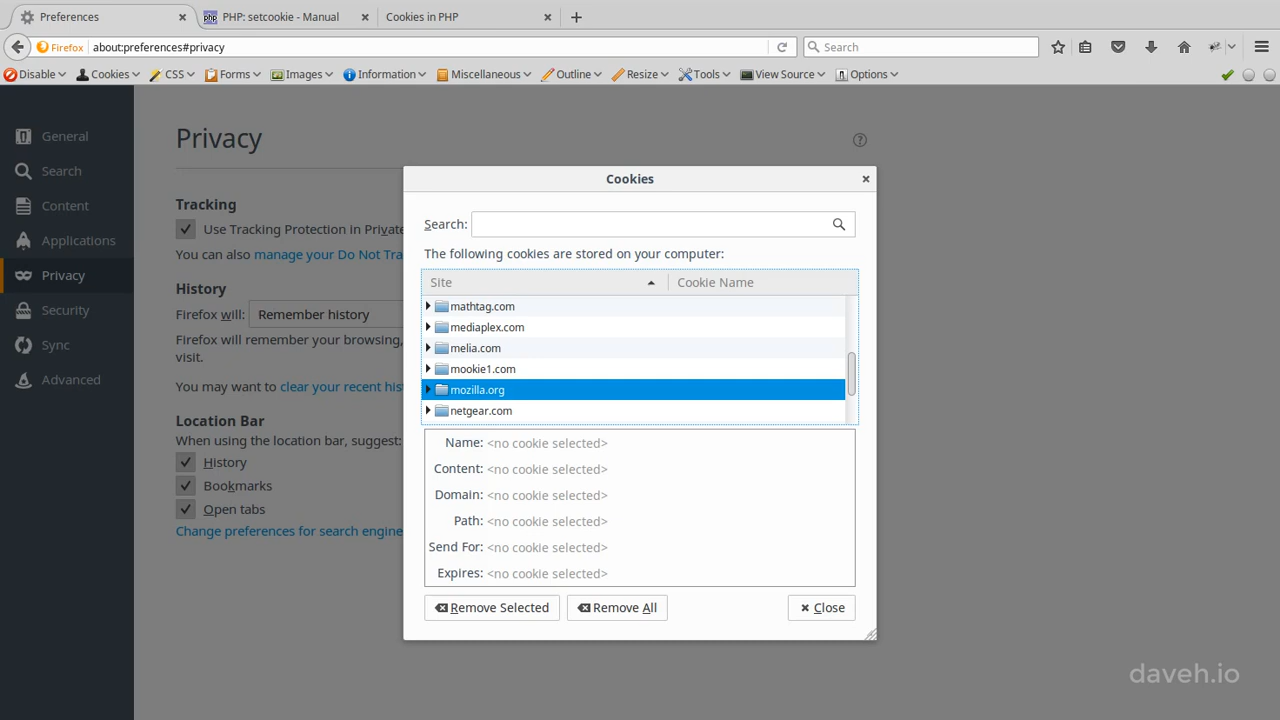 Preferences
PHP: setcookie - Manual
Cookies in PHP
Firefox
about:preferences#privacy
Search
Disable
Cookies
CSS
Forms
Images
Information
Miscellaneous
Outline
Resize
Tools
View Source
Options
General
Search
Content
Applications
Privacy
Security
Sync
Advanced
Privacy
Tracking
Use Tracking Protection in Private
You can also manage your Do Not Tra
History
Firefox will: Remember history
Firefox will remember your browsing,
visit.
You may want to clear your recent his
Location Bar
When using the location bar, suggest:
History
Bookmarks
Open tabs
Change preferences for search engine
Cookies
Search:
The following cookies are stored on your computer:
Site Cookie Name
mathtag.com
mediaplex.com
melia.com
mookie1.com
mozilla.org
netgear.com
Name: <no cookie selected>
Content: <no cookie selected>
Domain: <no cookie selected>
Path: <no cookie selected>
Send For: <no cookie selected>
Expires: <no cookie selected>
Remove Selected
Remove All
Close
daveh.io